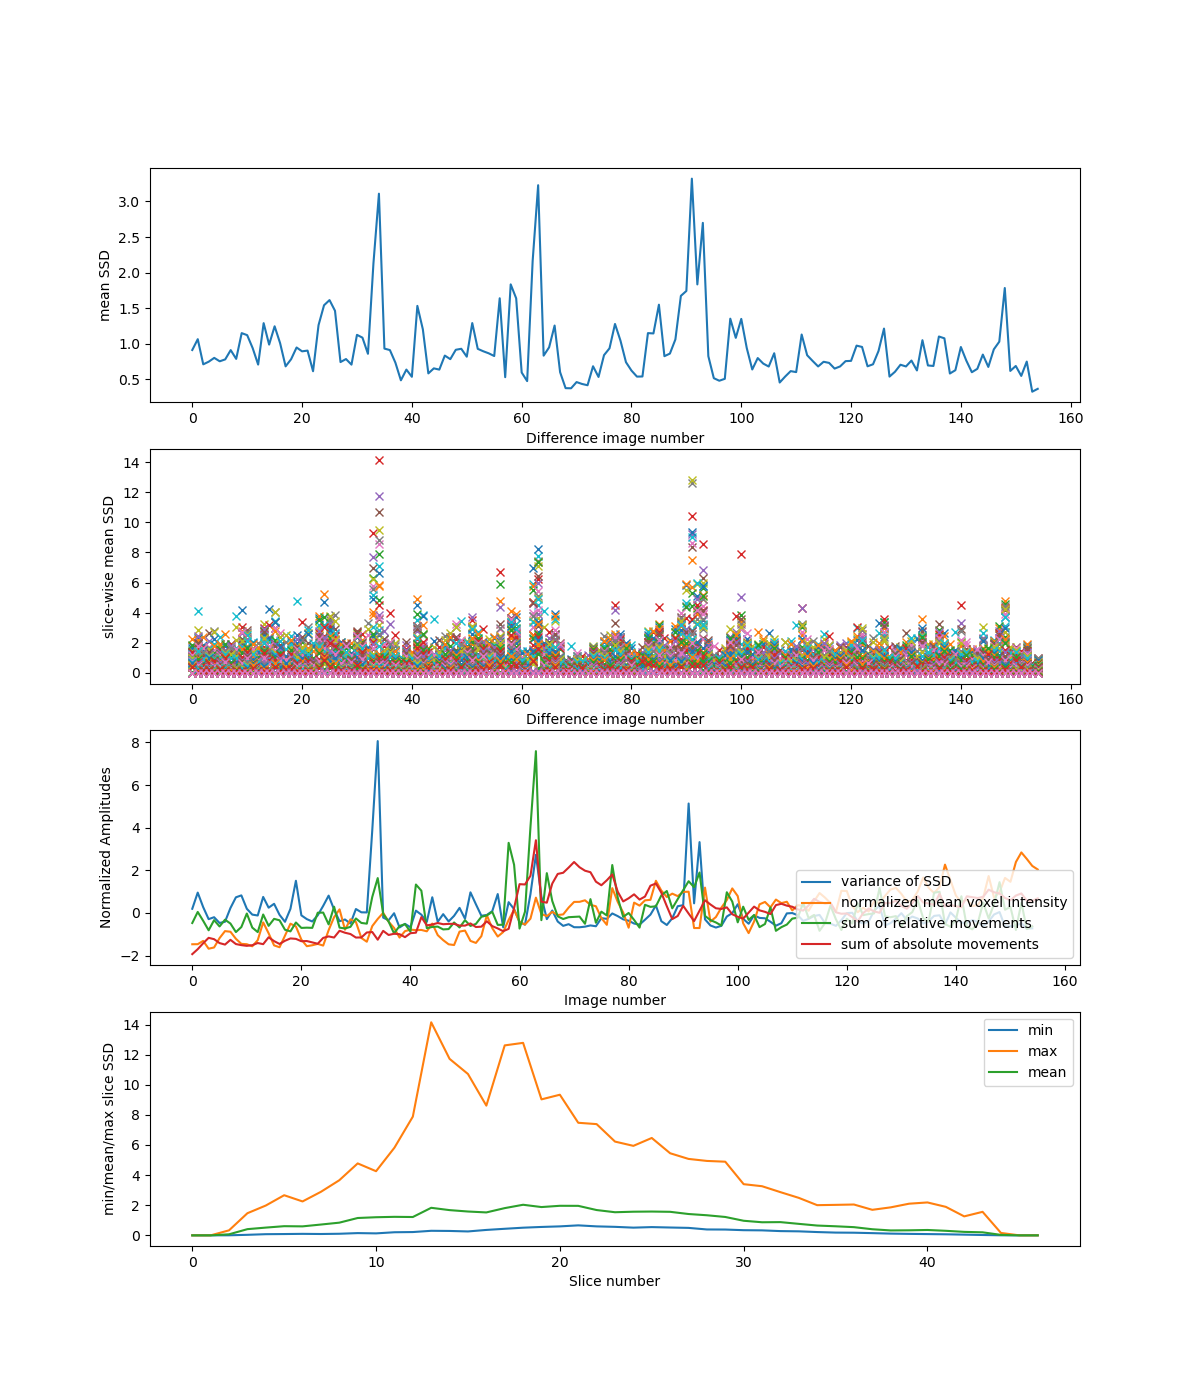 3.0
2.5
2.0
1.5
1.0
0.5
mean SSD
0 20 40 60 80 100 120 140 160
Difference image number
14
12
10
8
6
4
2
0
slice-wise mean SSD
0 20 40 60 80 100 120 140 160
Difference image number
8
6
4
2
0
−2
Normalized Amplitudes
variance of SSD
normalized mean voxel intensity
sum of relative movements
sum of absolute movements
0 20 40 60 80 100 120 140 160
Image number
14
12
10
8
6
4
2
0
min/mean/max slice SSD
min
max
mean
0 10 20 30 40
Slice number